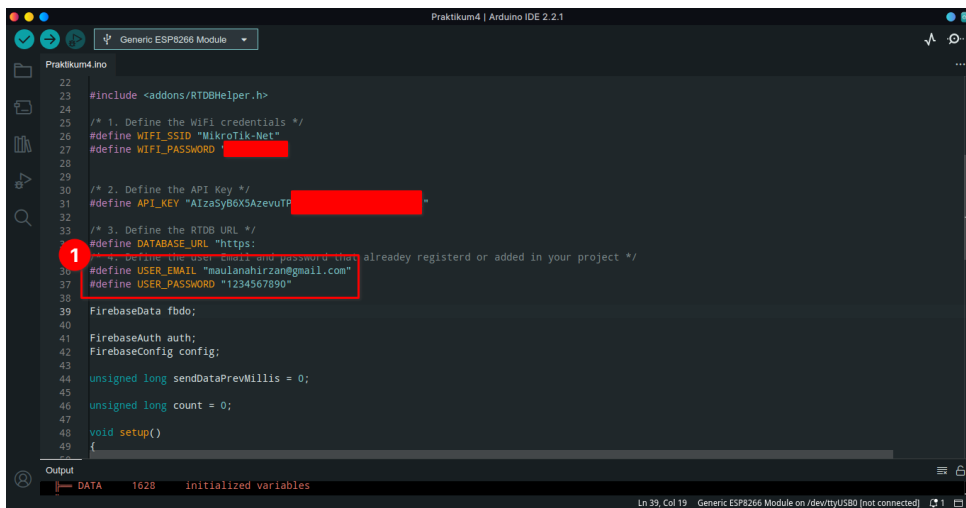 Praktikum4 | Arduino IDE 2.2.1
Generic ESP8266 Module
Praktikum4.ino
22
23 #include <addons/RTDBHelper.h>
24
25 /* 1. Define the WiFi credentials */
26 #define WIFI_SSID "MikroTik-Net"
27 #define WIFI_PASSWORD "
28
29
30 /* 2. Define the API Key */
31 #define API_KEY "AIzaSyB6X5AzevuTP "
32
33 /* 3. Define the RTDB URL */
#define DATABASE_URL "https:
1
/* 4. Define the user Email and password that alreadey registerd or added in your project */
36 #define USER_EMAIL "maulanahirzan@gmail.com"
37 #define USER_PASSWORD "1234567890"
38
39 FirebaseData fbdo;
40
41 FirebaseAuth auth;
42 FirebaseConfig config;
43
44 unsigned long sendDataPrevMillis = 0;
45
46 unsigned long count = 0;
47
48 void setup()
49 {
Output
DATA 1628 initialized variables
Ln 39, Col 19 Generic ESP8266 Module on /dev/ttyUSB0 [not connected] 1